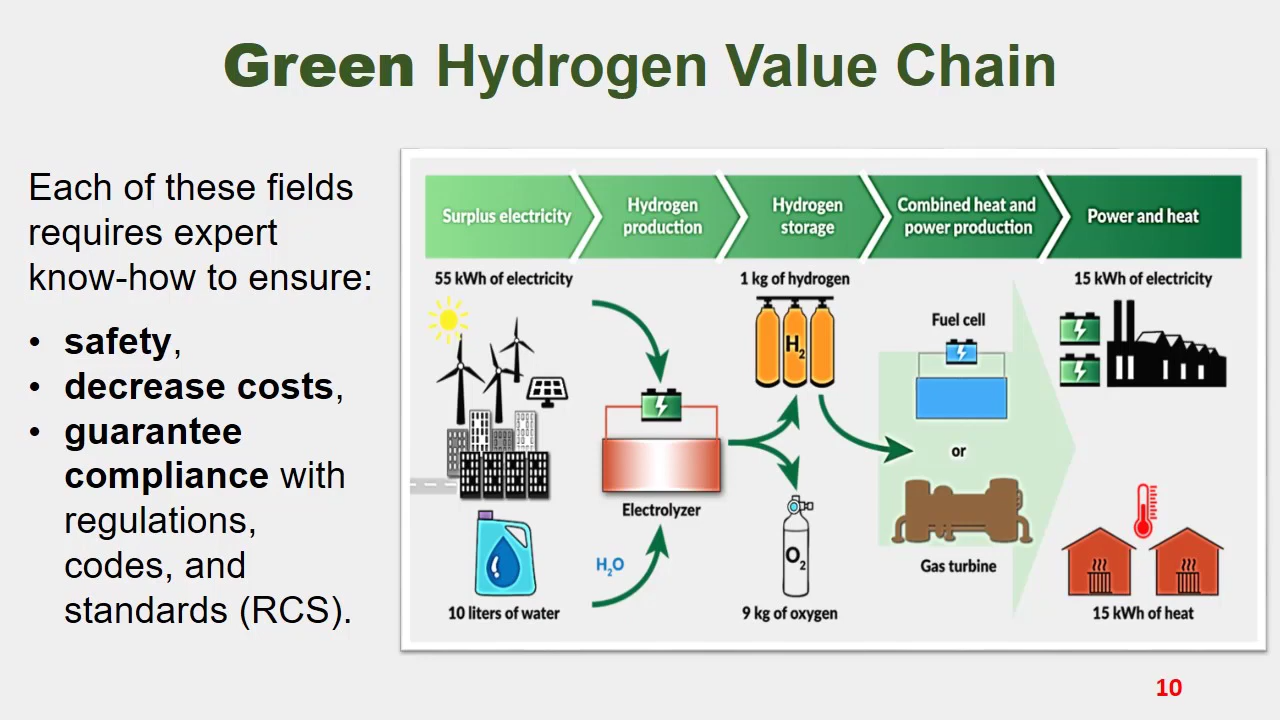 Green Hydrogen Value Chain
Each of these fields
requires expert
know-how to ensure:
• safety,
• decrease costs,
• guarantee
compliance with
regulations,
codes, and
standards (RCS).
Surplus electricity
Hydrogen
production
Hydrogen
storage
Combined heat and
power production
Power and heat
55 kWh of electricity
1 kg of hydrogen
15 kWh of electricity
Fuel cell
H₂
or
Electrolyzer
H₂O
O₂
Gas turbine
10 liters of water
9 kg of oxygen
15 kWh of heat
10